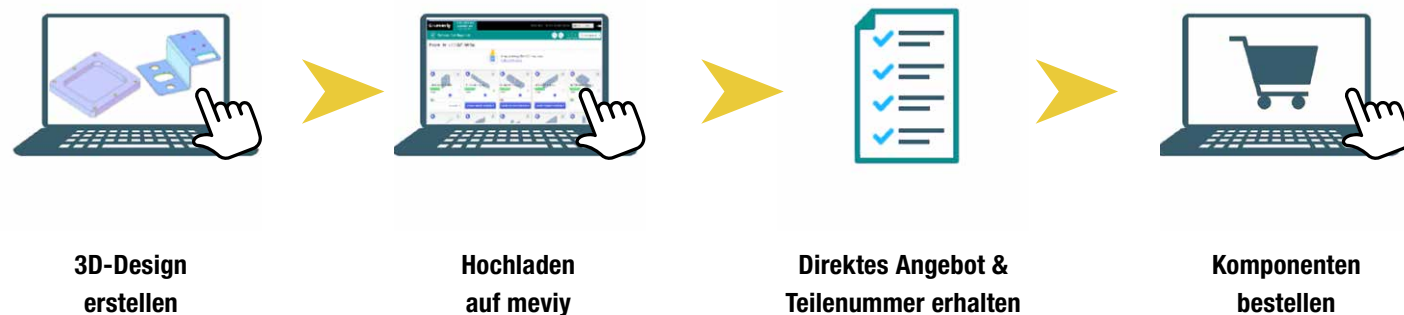 3D-Design
erstellen
Hochladen
auf meviy
Direktes Angebot &
Teilenummer erhalten
Komponenten
bestellen